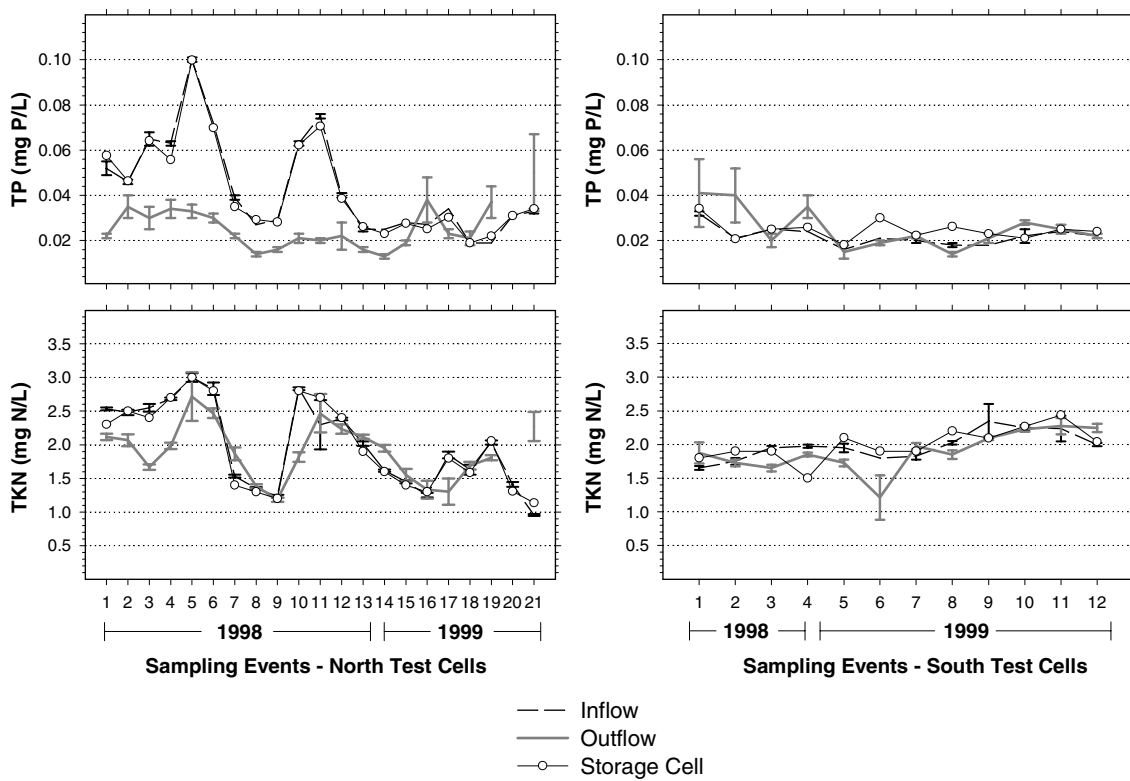 TP (mg P/L)
0.10
0.08
0.06
0.04
0.02
TP (mg P/L)
0.10
0.08
0.06
0.04
0.02
TKN (mg N/L)
3.5
3.0
2.5
2.0
1.5
1.0
0.5
TKN (mg N/L)
3.5
3.0
2.5
2.0
1.5
1.0
0.5
1 2 3 4 5 6 7 8 9 10 11 12 13 14 15 16 17 18 19 20 21
1998 1999
Sampling Events - North Test Cells
1 2 3 4 5 6 7 8 9 10 11 12
1998 1999
Sampling Events - South Test Cells
Inflow
Outflow
Storage Cell